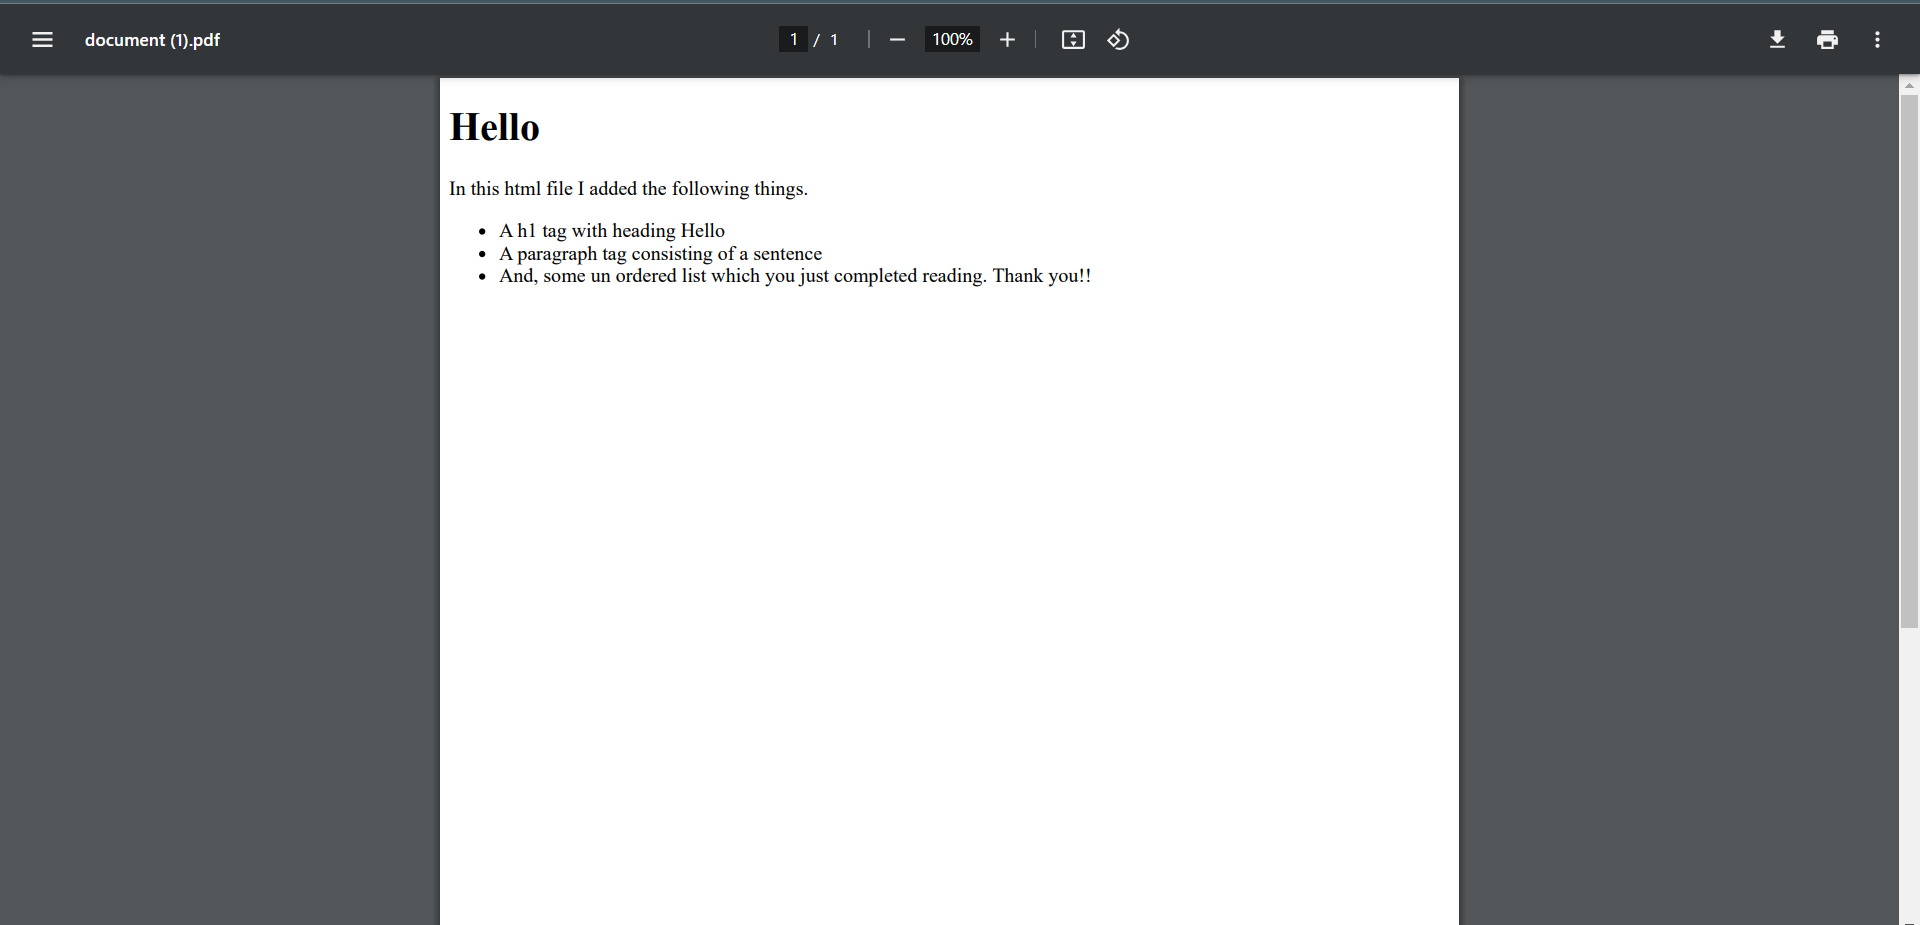 document (1).pdf
1 / 1
100%
Hello
In this html file I added the following things.
A h1 tag with heading Hello
A paragraph tag consisting of a sentence
And, some un ordered list which you just completed reading. Thank you!!